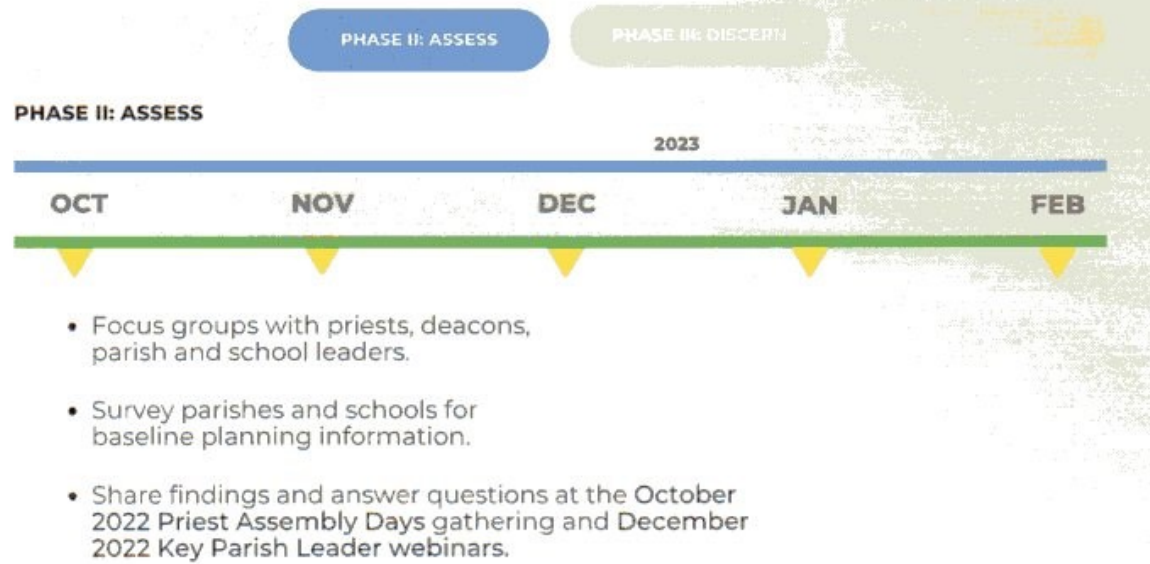 PHASE II: ASSESS
PHASE III: DISCERN
PHASE II: ASSESS
2023
OCT NOV DEC JAN FEB
• Focus groups with priests, deacons,
parish and school leaders.
• Survey parishes and schools for
baseline planning information.
• Share findings and answer questions at the October
2022 Priest Assembly Days gathering and December
2022 Key Parish Leader webinars.